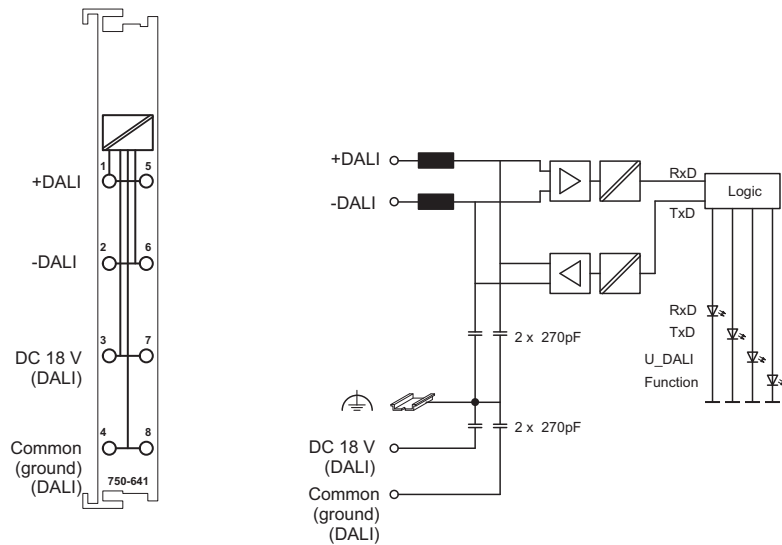 1
5
+DALI
2
6
-DALI
3
7
DC 18 V
(DALI)
4
8
Common
(ground)
(DALI)
750-641
+DALI
-DALI
RxD
TxD
Logic
RxD
TxD
U_DALI
Function
2 x 270pF
2 x 270pF
DC 18 V
(DALI)
Common
(ground)
(DALI)